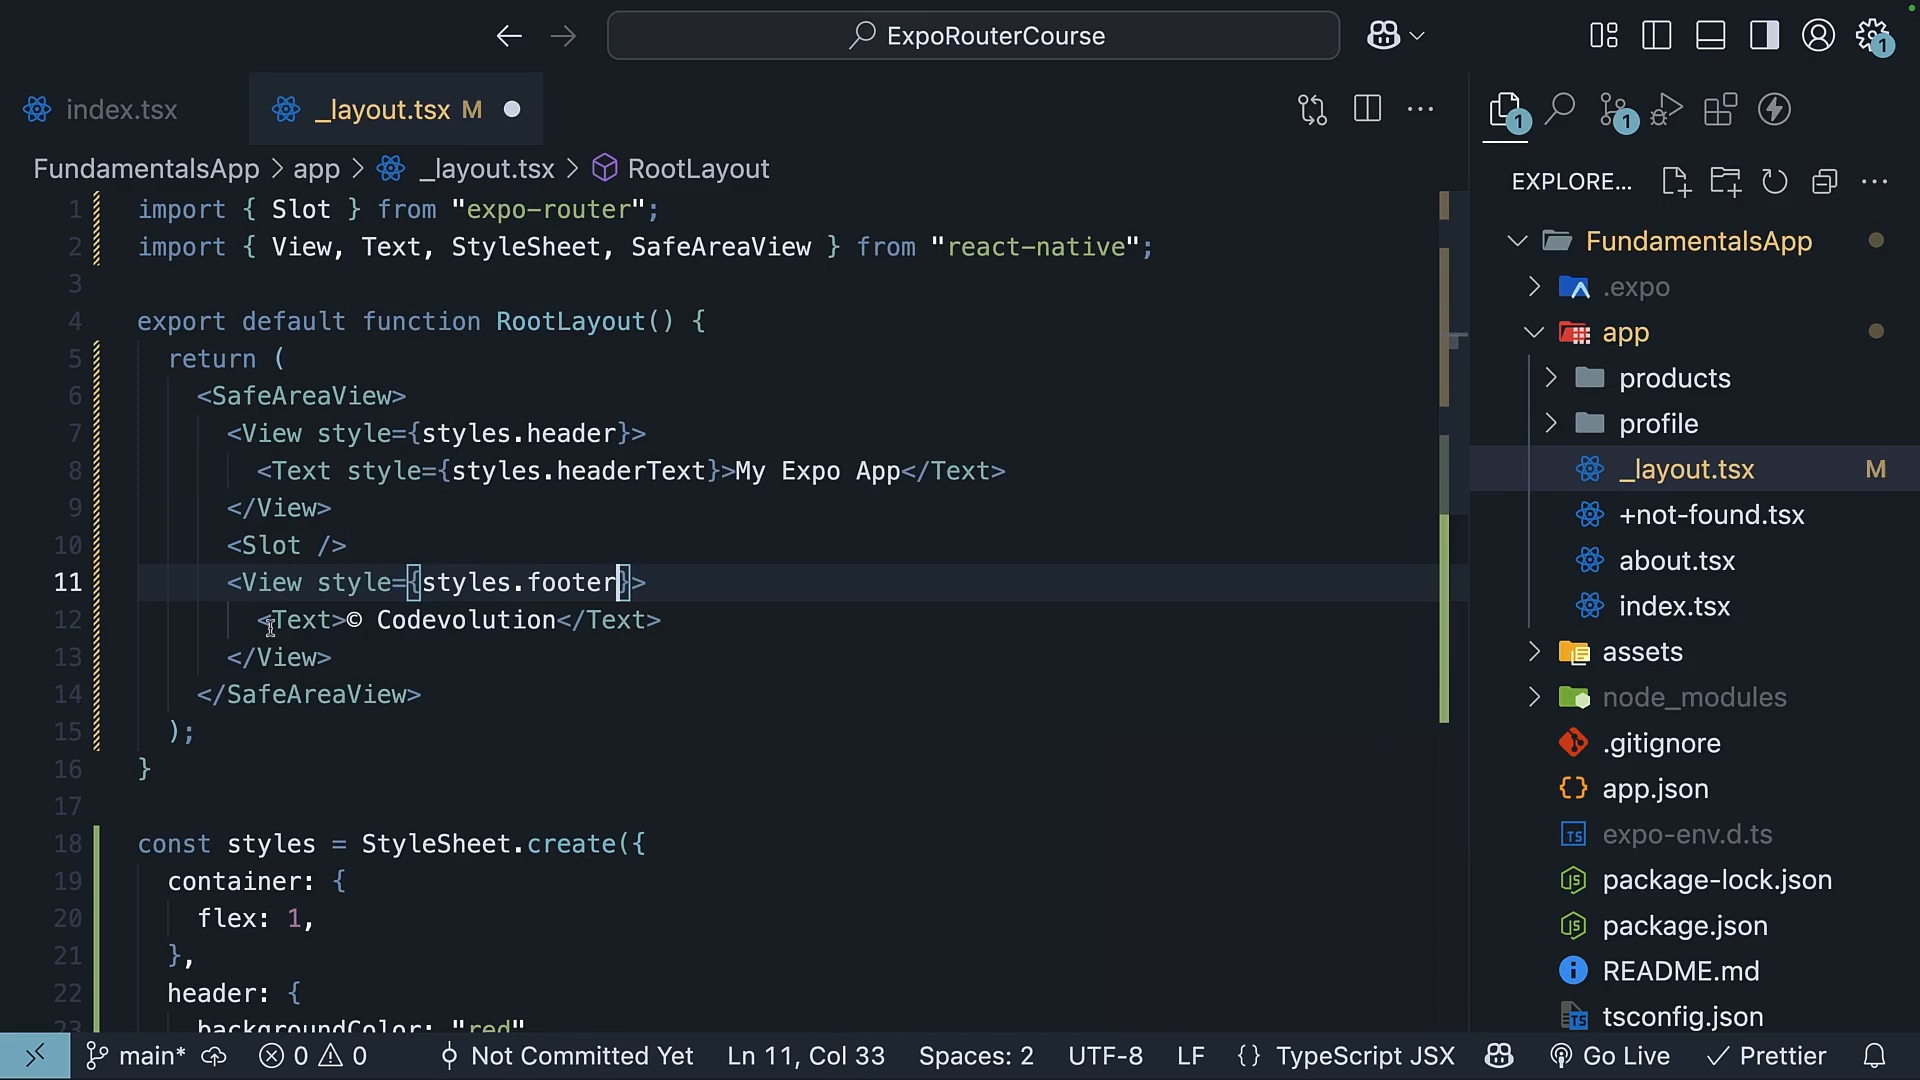 ExpoRouterCourse
1
index.tsx
_layout.tsx M
1
1
FundamentalsApp > app > _layout.tsx > RootLayout
EXPLORE...
1 import { Slot } from "expo-router";
2 import { View, Text, StyleSheet, SafeAreaView } from "react-native";
3
4 export default function RootLayout() {
5 return (
6 <SafeAreaView>
7 <View style={styles.header}>
8 <Text style={styles.headerText}>My Expo App</Text>
9 </View>
10 <Slot />
11 <View style={styles.footer}>
12 <Text>© Codevolution</Text>
13 </View>
14 </SafeAreaView>
15 );
16 }
17
18 const styles = StyleSheet.create({
19 container: {
20 flex: 1,
21 },
22 header: {
23 backgroundColor: "red"
FundamentalsApp
.expo
app
products
profile
_layout.tsx M
+not-found.tsx
about.tsx
index.tsx
assets
node_modules
.gitignore
app.json
expo-env.d.ts
package-lock.json
package.json
README.md
tsconfig.json
main* 0 0 Not Committed Yet Ln 11, Col 33 Spaces: 2 UTF-8 LF {} TypeScript JSX Go Live Prettier